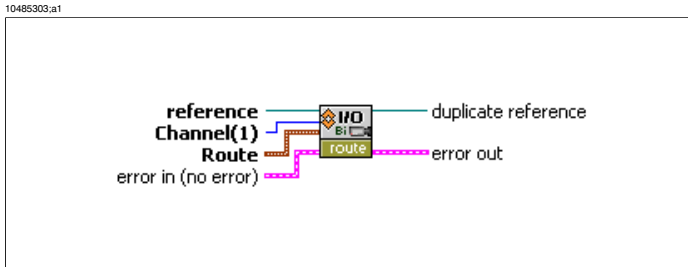 10485303;a1
reference
Channel(1)
Route
error in (no error)
I/O
Bi
route
duplicate reference
error out